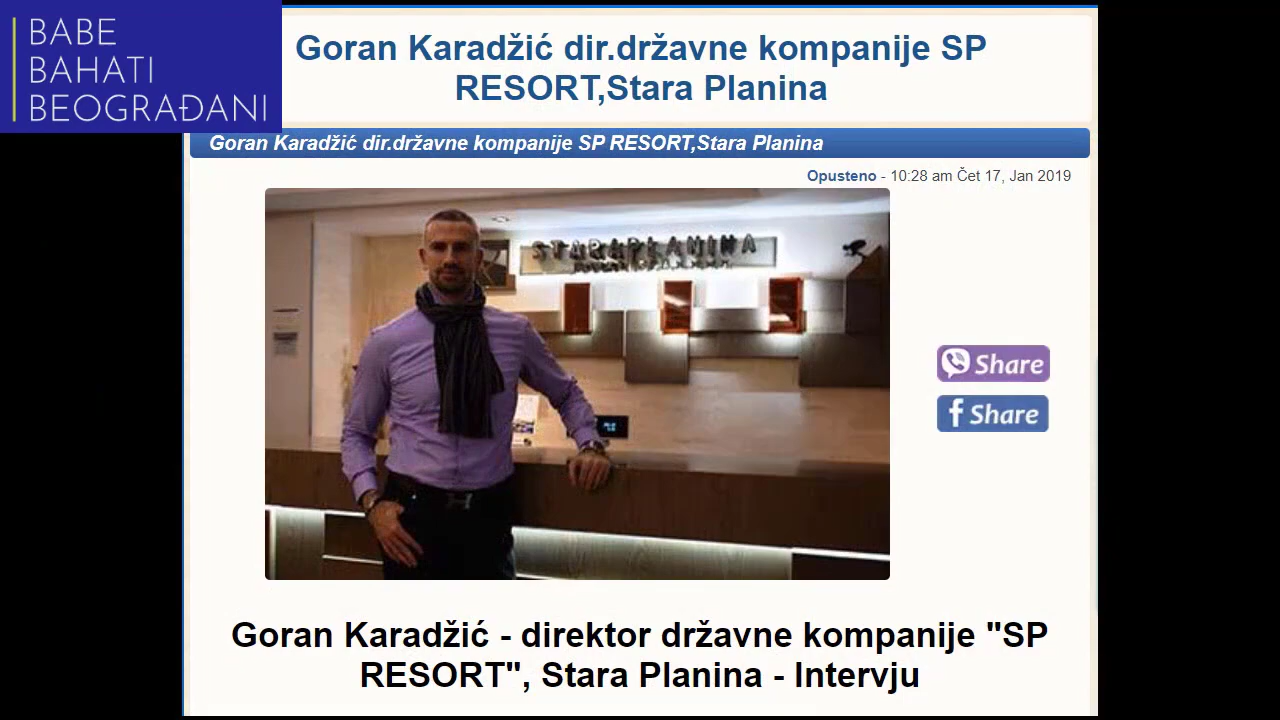 BABE
BAHATI
BEOGRAĐANI
Goran Karadžić dir.državne kompanije SP
RESORT,Stara Planina
Goran Karadžić dir.državne kompanije SP RESORT,Stara Planina
Opusteno - 10:28 am Čet 17, Jan 2019
STARAPLANINA
Share
Share
Goran Karadžić - direktor državne kompanije "SP
RESORT", Stara Planina - Intervju